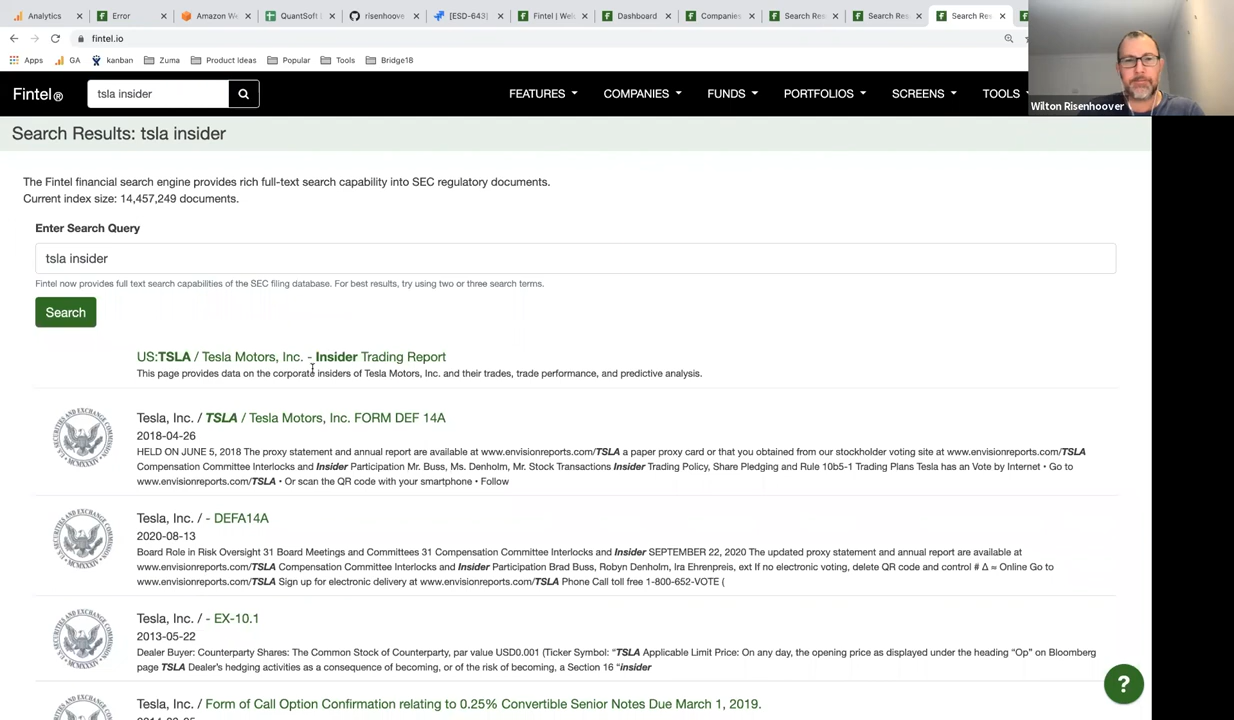 Analytics
Error
Amazon We
QuantSoft
risenhoove
[ESD-643]
Fintel | Wel
Dashboard
Companies
Search Res
Search Res
Search Res
fintel.io
Apps
GA
kanban
Zuma
Product Ideas
Popular
Tools
Bridge18
Fintel®
tsla insider
FEATURES
COMPANIES
FUNDS
PORTFOLIOS
SCREENS
TOOLS
Wilton Risenhoover
Search Results: tsla insider
The Fintel financial search engine provides rich full-text search capability into SEC regulatory documents.
Current index size: 14,457,249 documents.
Enter Search Query
tsla insider
Fintel now provides full text search capabilities of the SEC filing database. For best results, try using two or three search terms.
Search
US:TSLA / Tesla Motors, Inc. - Insider Trading Report
This page provides data on the corporate insiders of Tesla Motors, Inc. and their trades, trade performance, and predictive analysis.
Tesla, Inc. / TSLA / Tesla Motors, Inc. FORM DEF 14A
2018-04-26
HELD ON JUNE 5, 2018 The proxy statement and annual report are available at www.envisionreports.com/TSLA a paper proxy card or that you obtained from our stockholder voting site at www.envisionreports.com/TSLA
Compensation Committee Interlocks and Insider Participation Mr. Buss, Ms. Denholm, Mr. Stock Transactions Insider Trading Policy, Share Pledging and Rule 10b5-1 Trading Plans Tesla has an Vote by Internet • Go to
www.envisionreports.com/TSLA • Or scan the QR code with your smartphone • Follow
Tesla, Inc. / - DEFA14A
2020-08-13
Board Role in Risk Oversight 31 Board Meetings and Committees 31 Compensation Committee Interlocks and Insider SEPTEMBER 22, 2020 The updated proxy statement and annual report are available at
www.envisionreports.com/TSLA Compensation Committee Interlocks and Insider Participation Brad Buss, Robyn Denholm, Ira Ehrenpreis, ext If no electronic voting, delete QR code and control # Δ ≈ Online Go to
www.envisionreports.com/TSLA Sign up for electronic delivery at www.envisionreports.com/TSLA Phone Call toll free 1-800-652-VOTE (
Tesla, Inc. / - EX-10.1
2013-05-22
Dealer Buyer: Counterparty Shares: The Common Stock of Counterparty, par value USD0.001 (Ticker Symbol: “TSLA Applicable Limit Price: On any day, the opening price as displayed under the heading “Op” on Bloomberg
page TSLA Dealer’s hedging activities as a consequence of becoming, or of the risk of becoming, a Section 16 “insider
Tesla, Inc. / Form of Call Option Confirmation relating to 0.25% Convertible Senior Notes Due March 1, 2019.
?